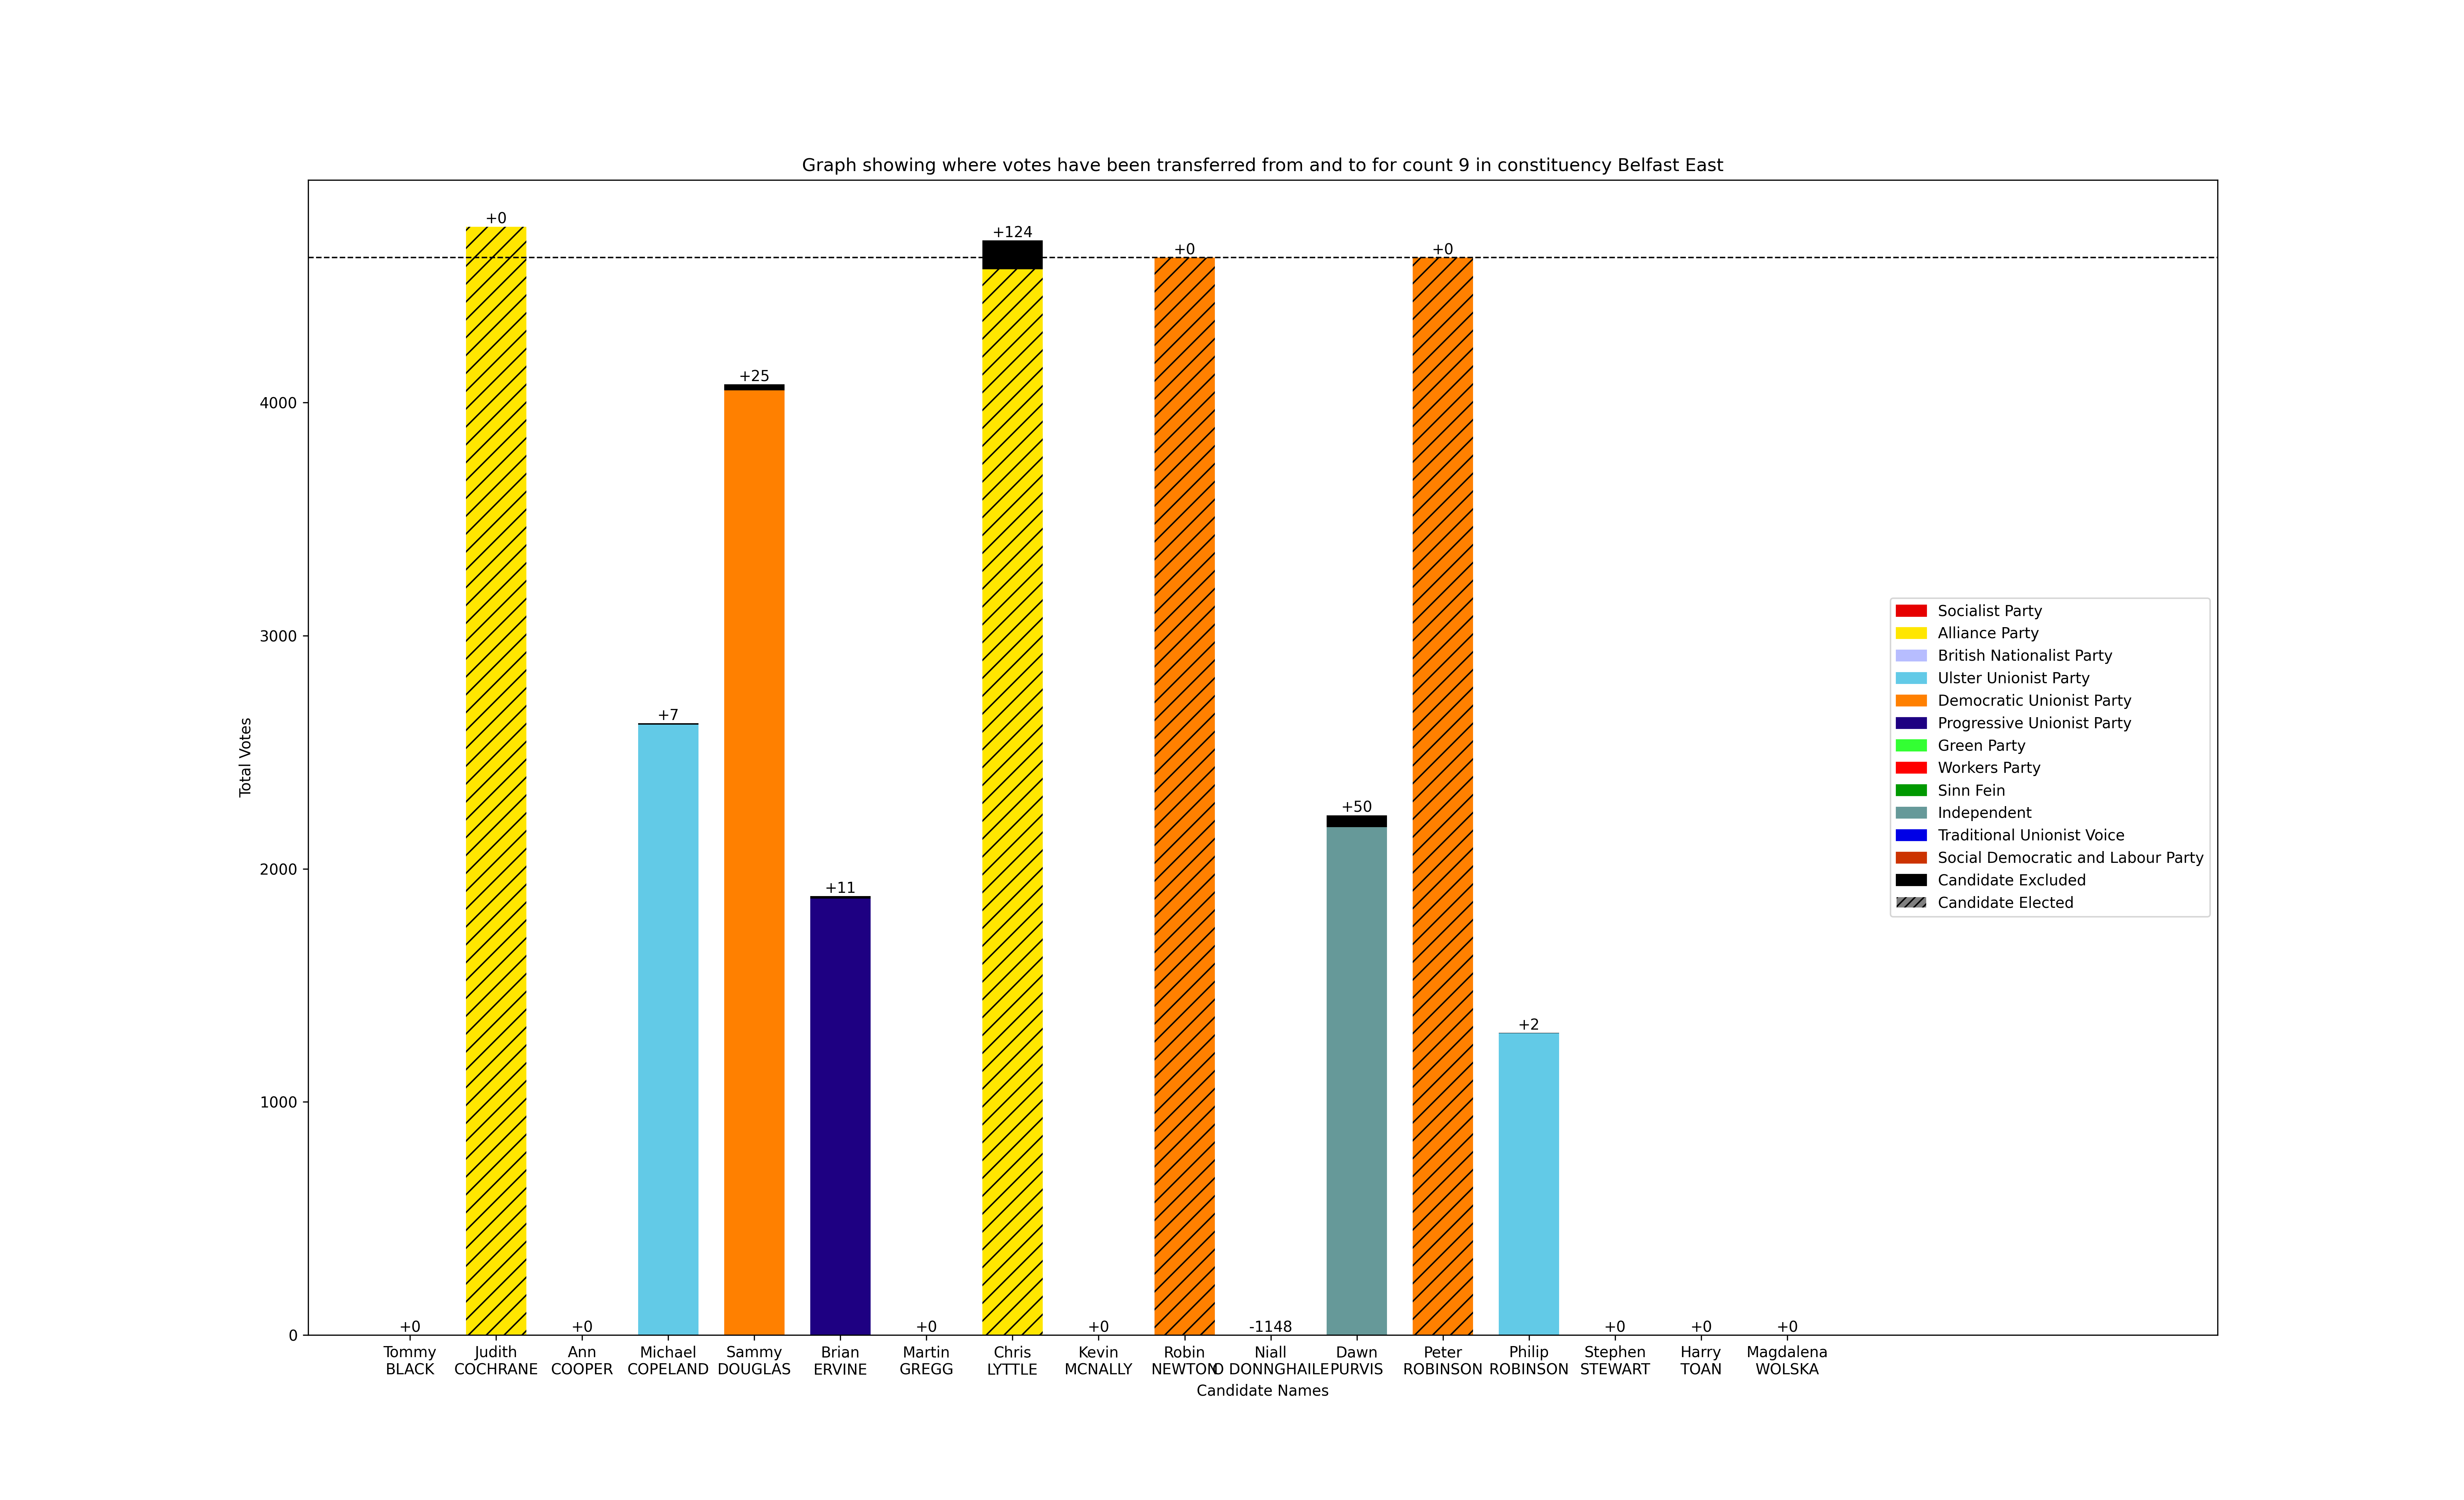 Graph showing where votes have been transferred from and to for count 9 in constituency Belfast East
+0
+124
+0
+0
+25
+7
+50
+11
+2
+0
+0
+0
+0
-1148
+0
+0
+0
Total Votes
4000
3000
2000
1000
0
Socialist Party
Alliance Party
British Nationalist Party
Ulster Unionist Party
Democratic Unionist Party
Progressive Unionist Party
Green Party
Workers Party
Sinn Fein
Independent
Traditional Unionist Voice
Social Democratic and Labour Party
Candidate Excluded
Candidate Elected
Tommy
BLACK
Judith
COCHRANE
Ann
COOPER
Michael
COPELAND
Sammy
DOUGLAS
Brian
ERVINE
Martin
GREGG
Chris
LYTTLE
Kevin
MCNALLY
Robin
NEWTON
Niall
O DONNGHAILE
Dawn
PURVIS
Peter
ROBINSON
Philip
ROBINSON
Stephen
STEWART
Harry
TOAN
Magdalena
WOLSKA
Candidate Names